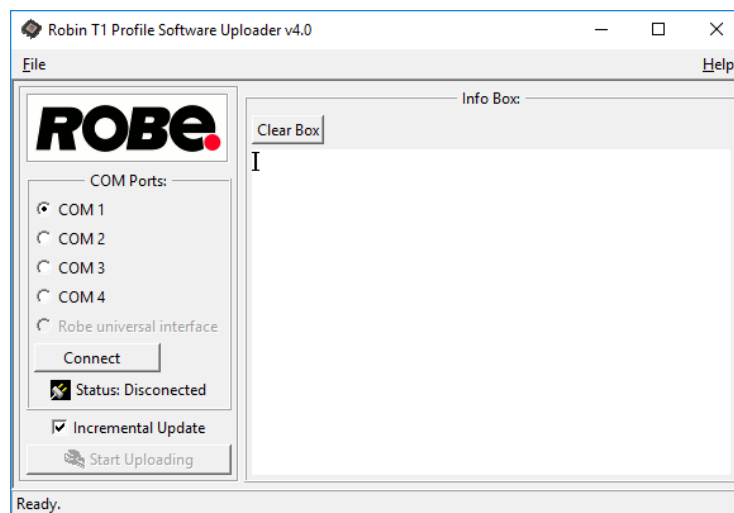 Robin T1 Profile Software Uploader v4.0
File
Help
ROBE
COM Ports:
COM 1
COM 2
COM 3
COM 4
Robe universal interface
Connect
Status: Disconected
Incremental Update
Start Uploading
Info Box:
Clear Box
Ready.